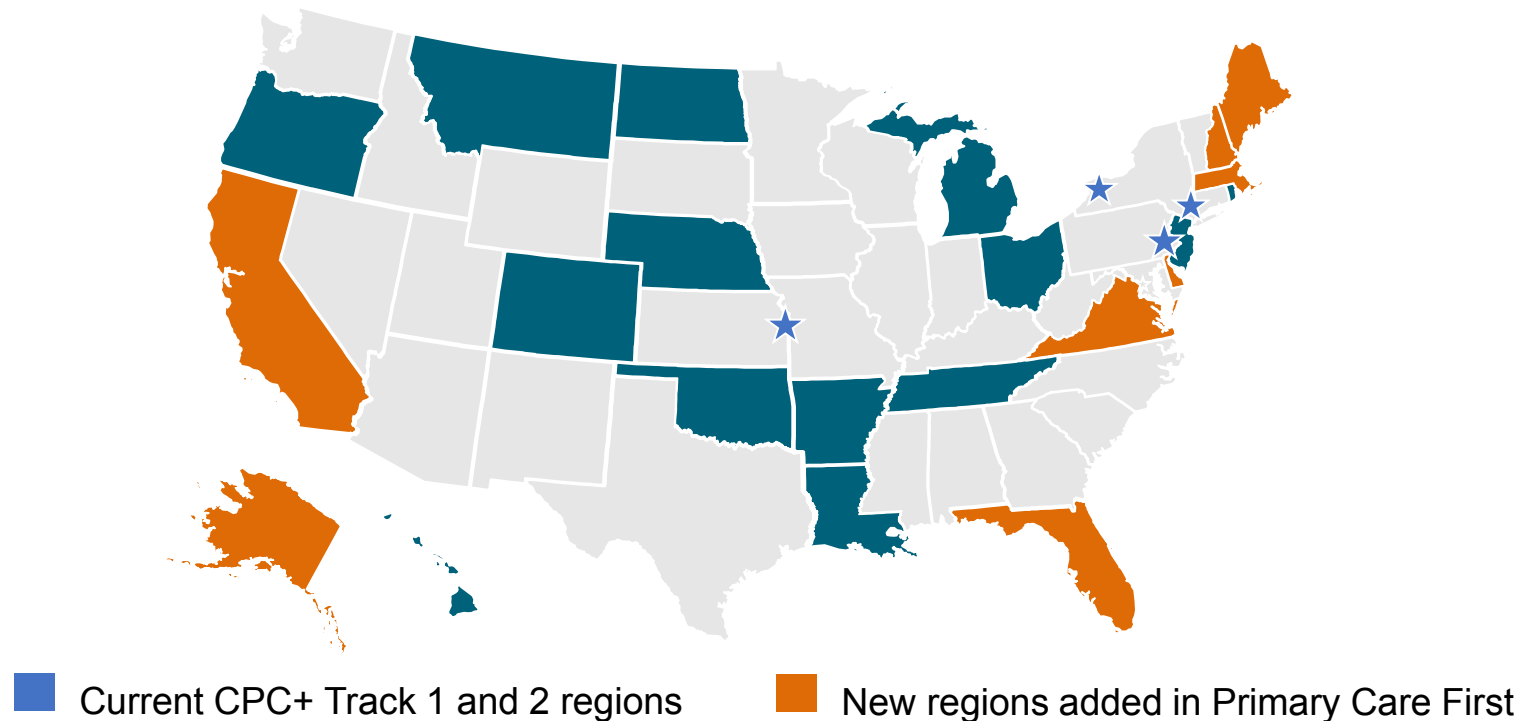 Current CPC+ Track 1 and 2 regions
New regions added in Primary Care First